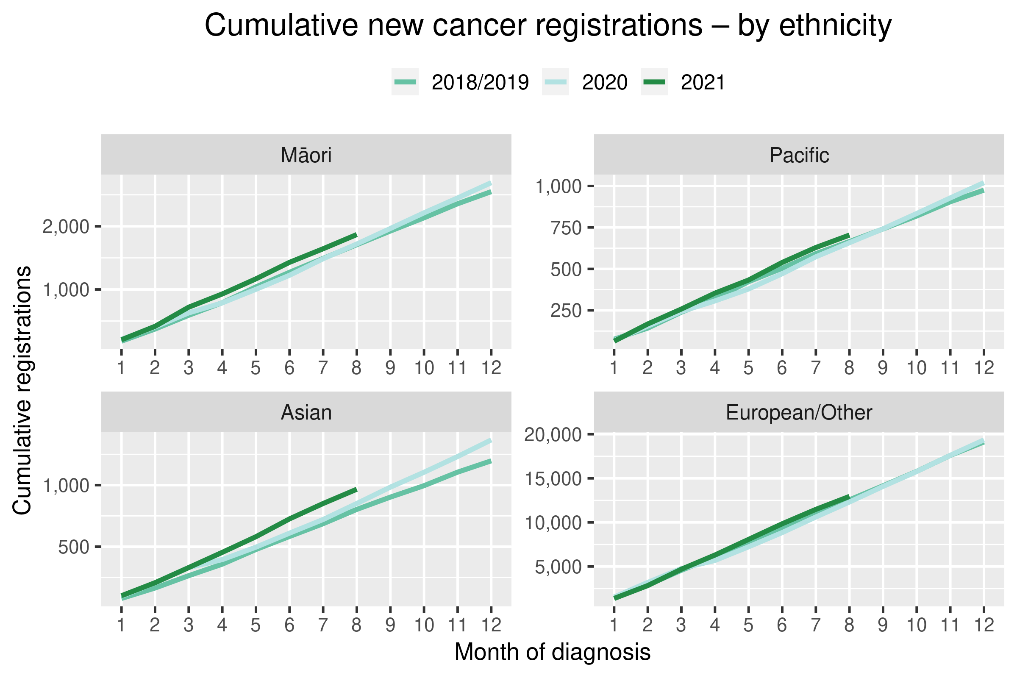 Cumulative new cancer registrations – by ethnicity
2018/2019 2020 2021
Māori
Pacific
2,000
1,000
1 2 3 4 5 6 7 8 9 10 11 12
1,000
750
500
250
1 2 3 4 5 6 7 8 9 10 11 12
Asian
European/Other
1,000
500
1 2 3 4 5 6 7 8 9 10 11 12
20,000
15,000
10,000
5,000
1 2 3 4 5 6 7 8 9 10 11 12
Cumulative registrations
Month of diagnosis